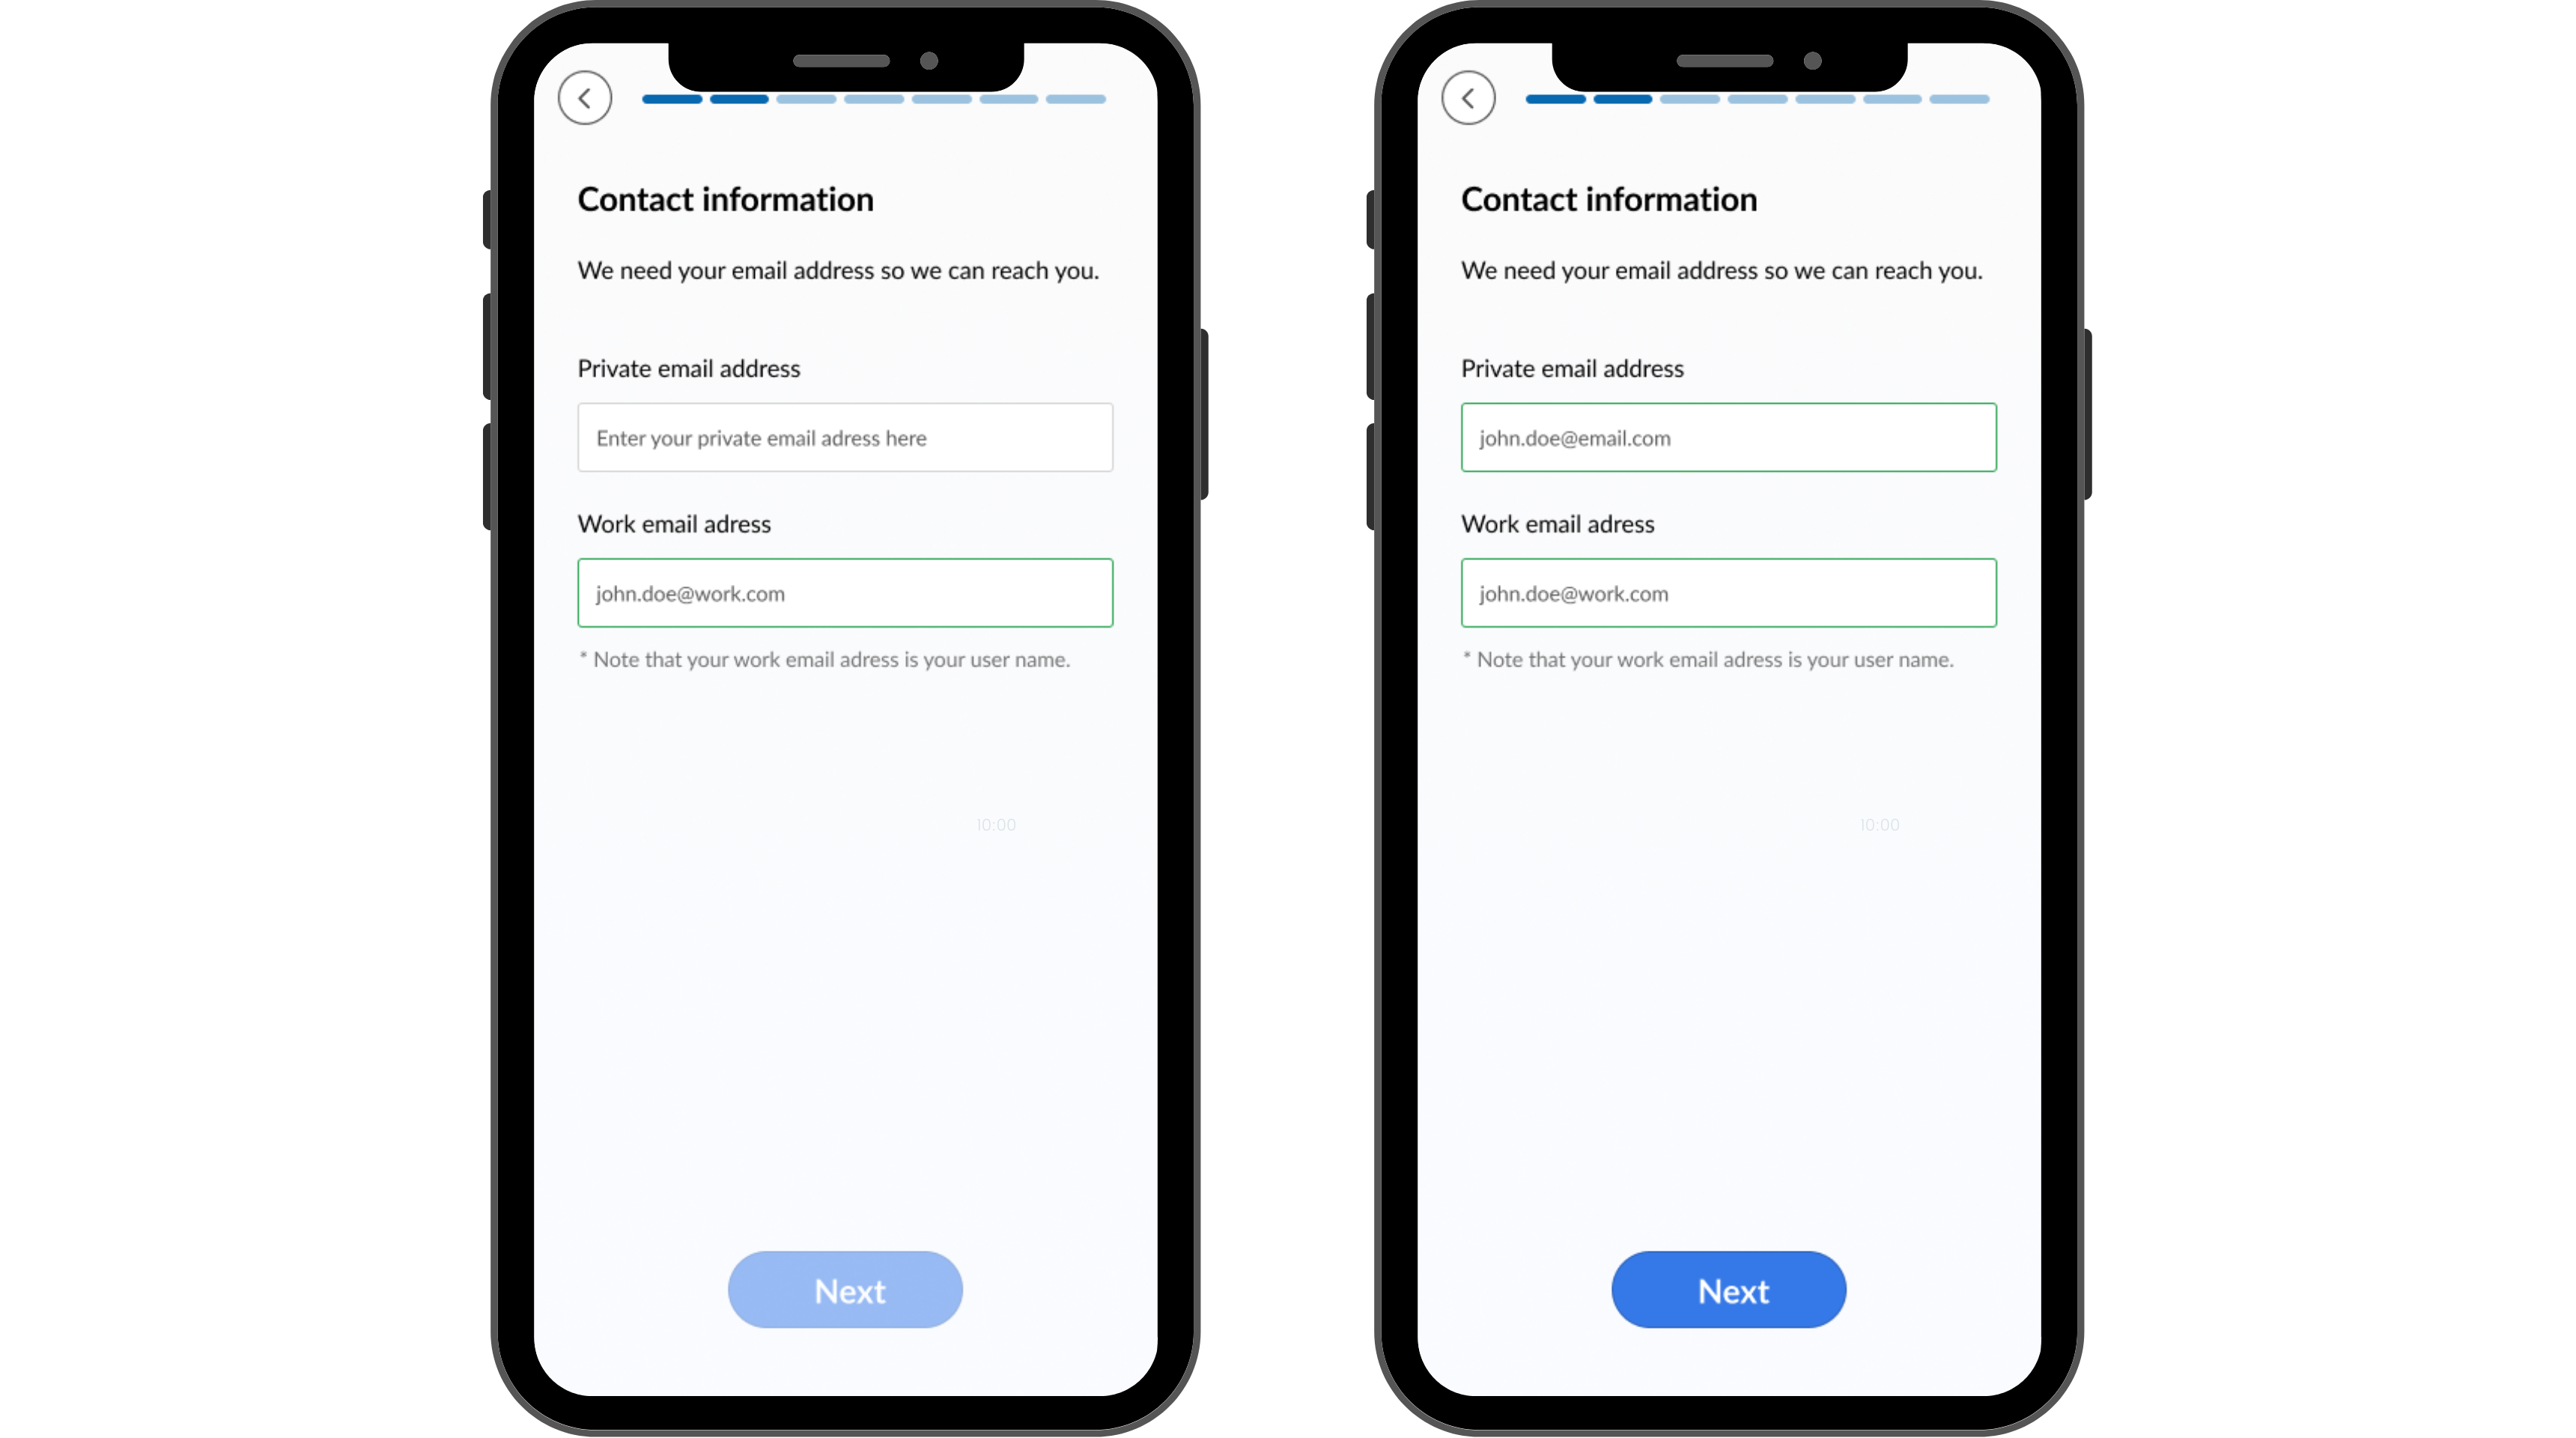 Contact information
We need your email address so we can reach you.
Private email address
Enter your private email adress here
Work email adress
john.doe@work.com
* Note that your work email adress is your user name.
10:00
Next
Contact information
We need your email address so we can reach you.
Private email address
john.doe@email.com
Work email adress
john.doe@work.com
* Note that your work email adress is your user name.
10:00
Next